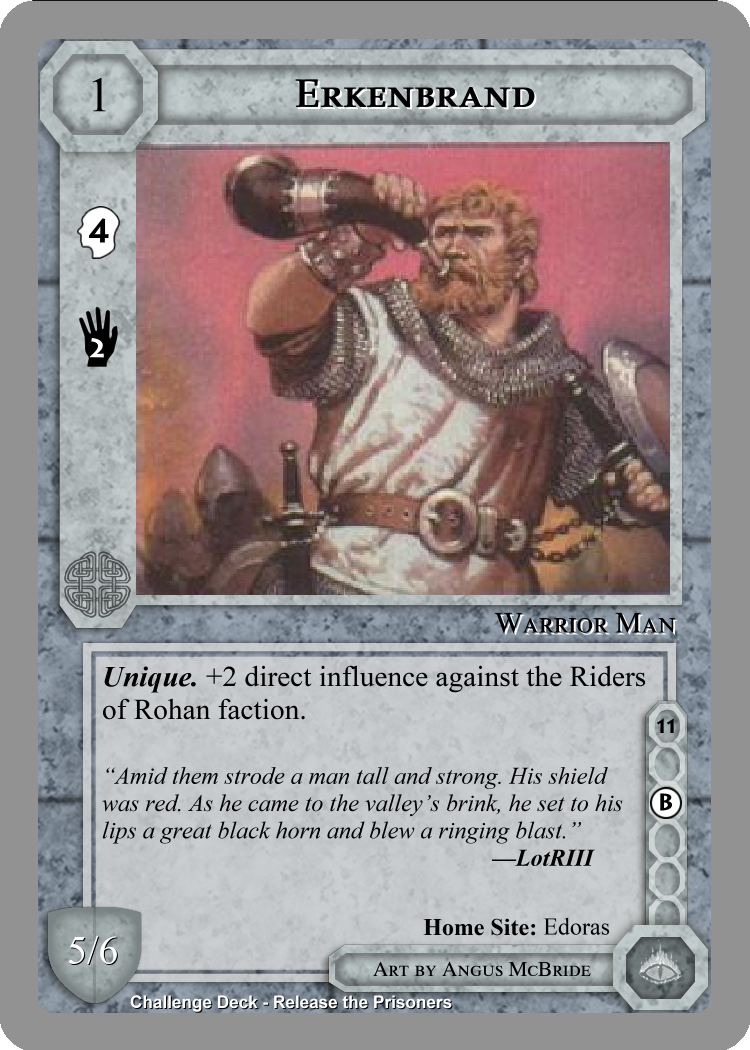 1
ERKENBRAND
4
2
WARRIOR MAN
Unique. +2 direct influence against the Riders
of Rohan faction.
11
“Amid them strode a man tall and strong. His shield
was red. As he came to the valley’s brink, he set to his
B
lips a great black horn and blew a ringing blast.”
—LotRIII
Home Site: Edoras
5/6
ART BY ANGUS MCBRIDE
Challenge Deck - Release the Prisoners